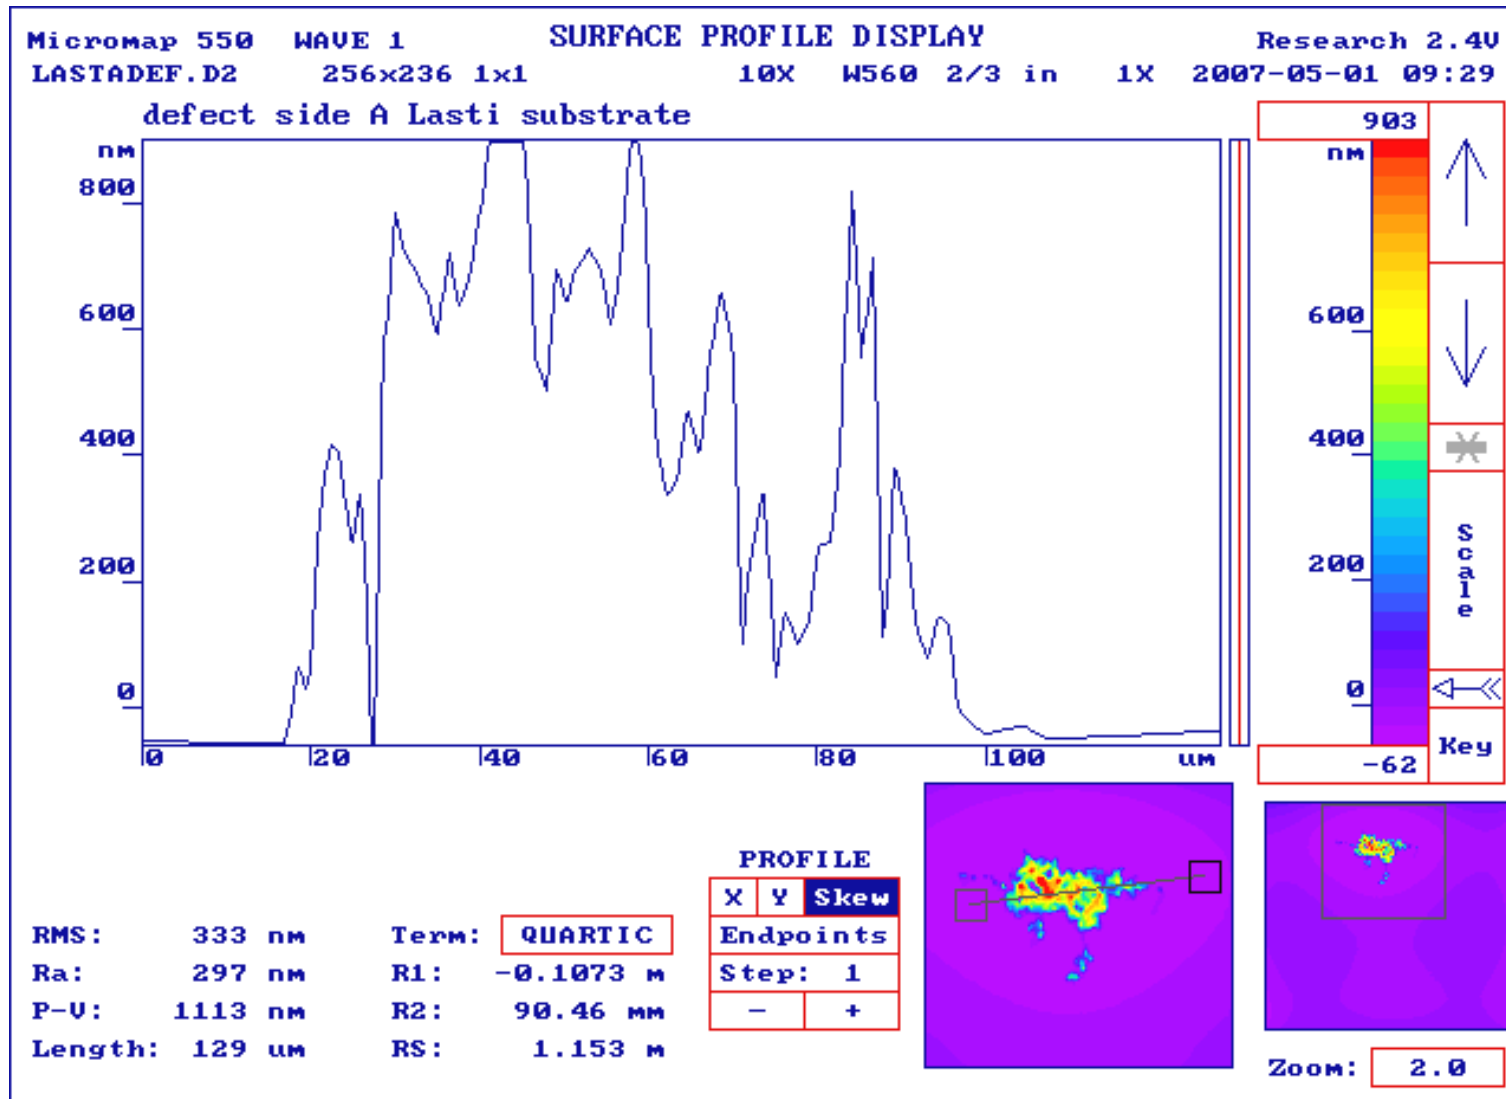 Micromap 550 WAVE 1 SURFACE PROFILE DISPLAY Research 2.4V
LASTADEF.D2 256x236 1x1 10X W560 2/3 in 1X 2007-05-01 09:29
defect side A Lasti substrate
903
nm
800
600
400
200
0
0 20 40 60 80 100 um
nm
600
400
200
0
-62
Scale
Key
PROFILE
X Y Skew
Endpoints
Step: 1
- +
RMS: 333 nm Term: QUARTIC
Ra: 297 nm R1: -0.1073 m
P-V: 1113 nm R2: 90.46 mm
Length: 129 um RS: 1.153 m
Zoom: 2.0